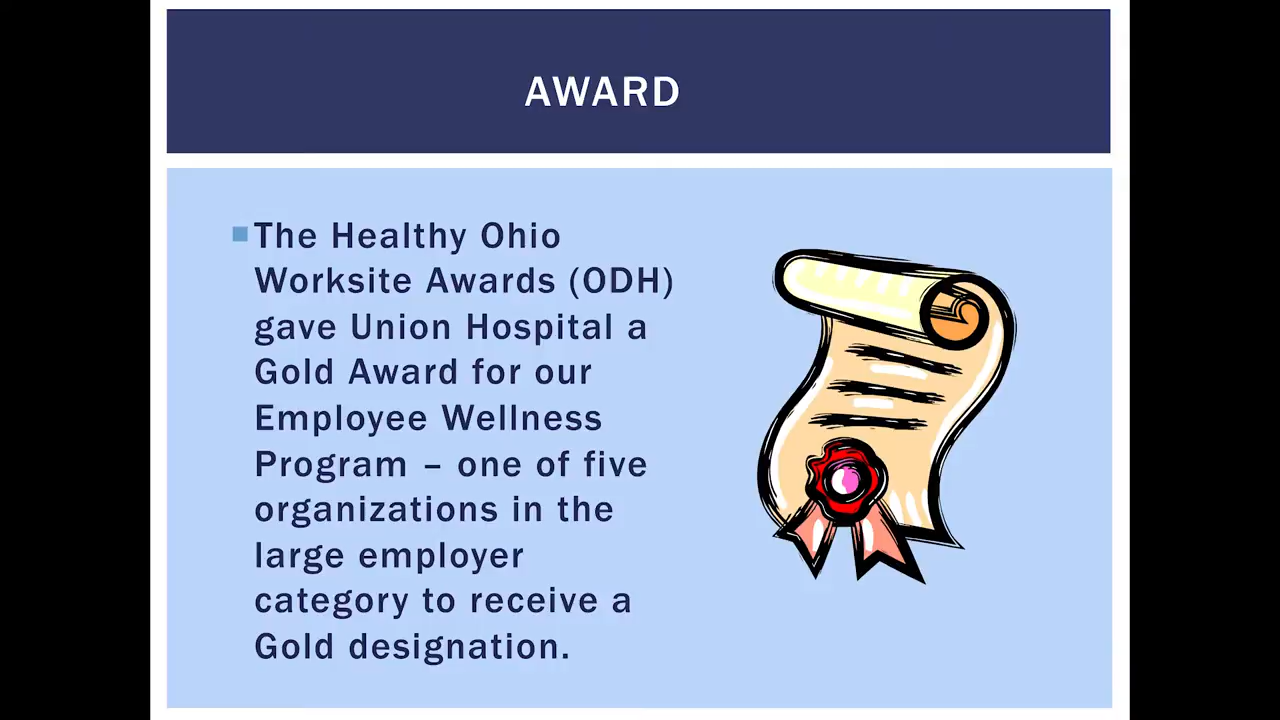 AWARD
The Healthy Ohio
Worksite Awards (ODH)
gave Union Hospital a
Gold Award for our
Employee Wellness
Program – one of five
organizations in the
large employer
category to receive a
Gold designation.